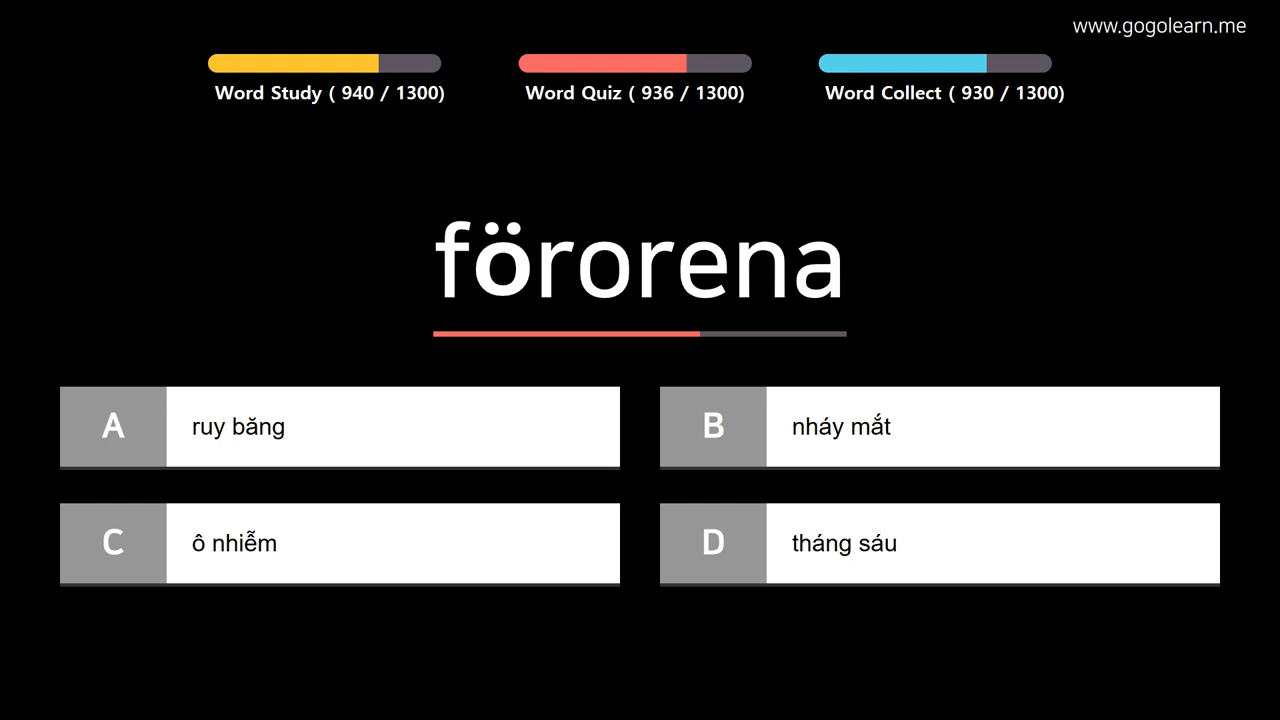 www.gogolearn.me
Word Study ( 940 / 1300)
Word Quiz ( 936 / 1300)
Word Collect ( 930 / 1300)
förorena
A
ruy băng
B
nháy mắt
C
ô nhiễm
D
tháng sáu